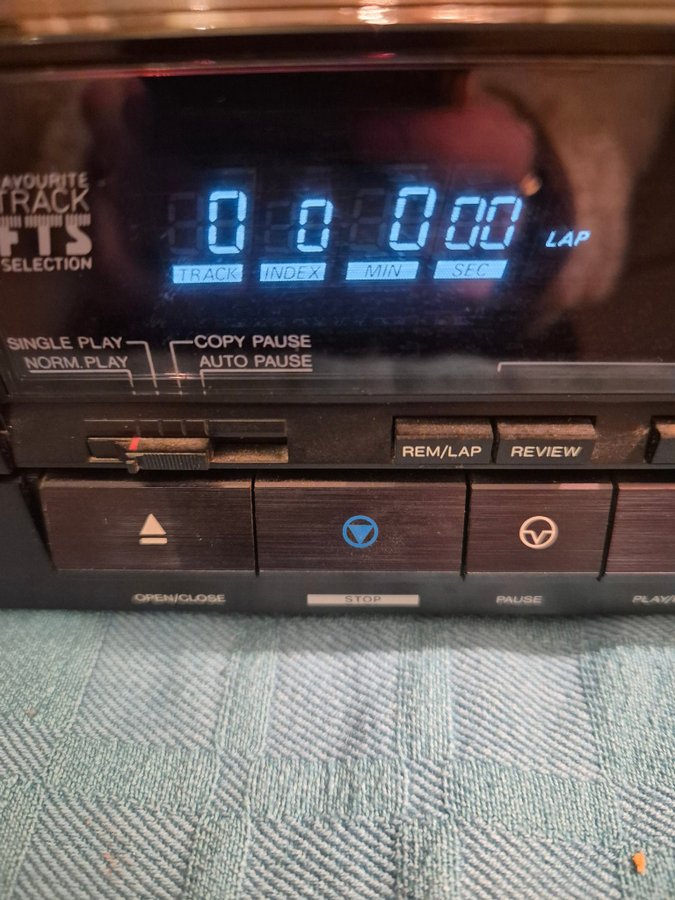 AVOURITE
TRACK
FTS
SELECTION
0 0 0 00 LAP
TRACK INDEX MIN SEC
SINGLE PLAY COPY PAUSE
NORM.PLAY AUTO PAUSE
REM/LAP REVIEW
OPEN/CLOSE STOP PAUSE PLAY/